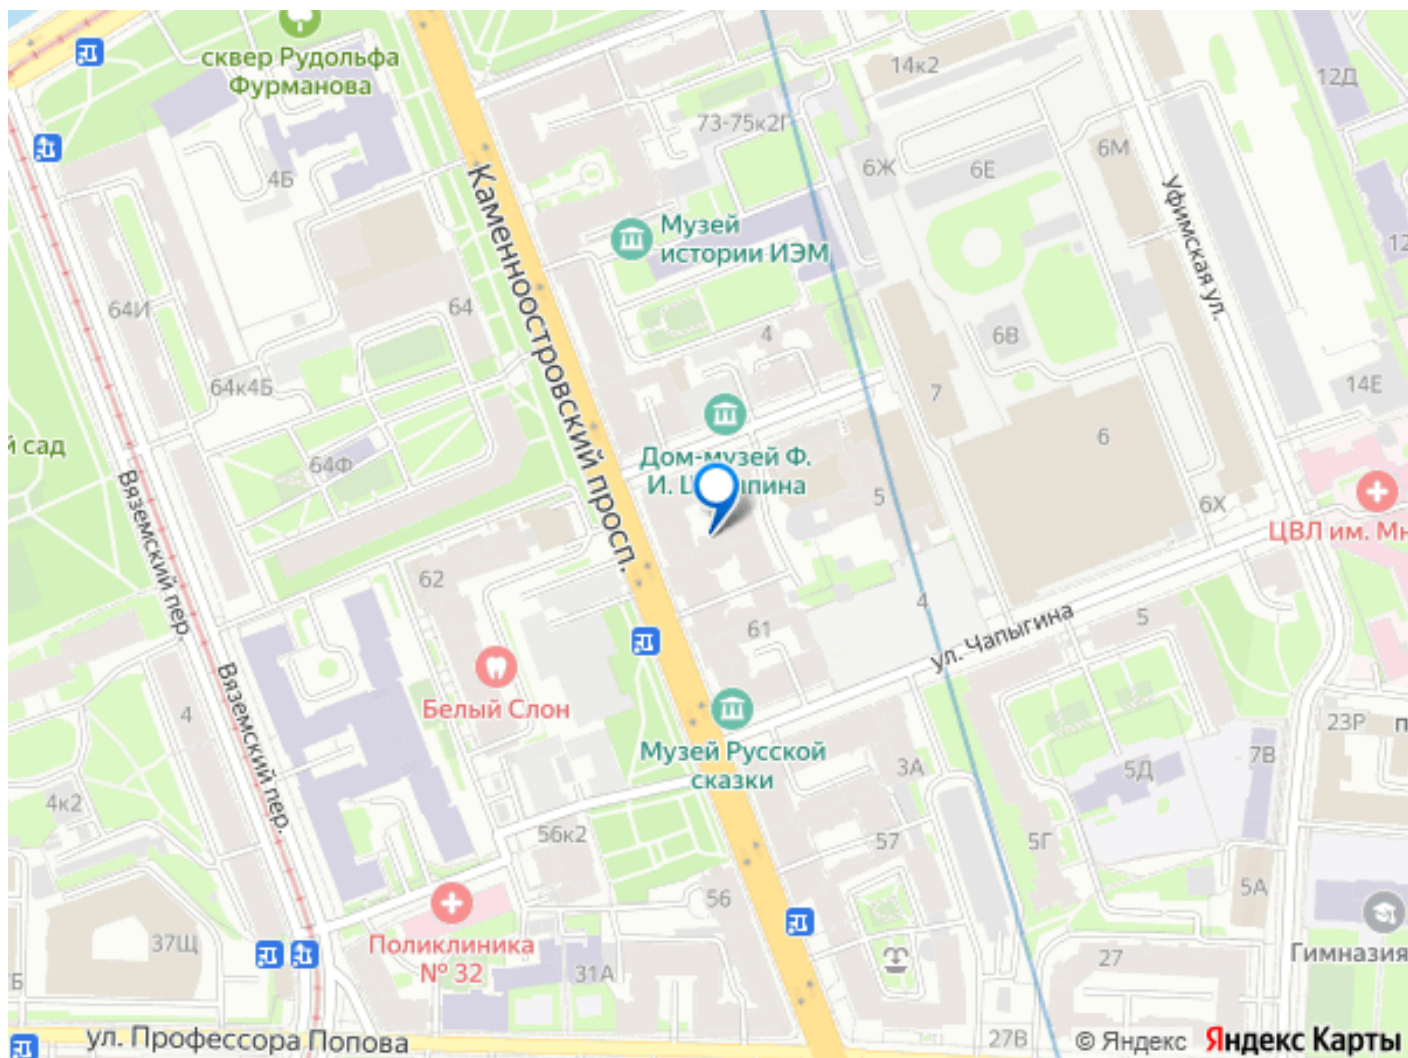 сквер Рудольфа
Фурманова
14к2
12Д
73-75к2Г
4Б
6Ж
6Е
6М
Каменноостровский просп.
Уфимская ул.
Музей
истории ИЭМ
12
64И
64
4
6В
64к4Б
7
14Е
й сад
64Ф
Дом-музей Ф.
6
5
6Х
ЦВЛ им. Мн
Вяземский пер.
62
4
61
ул. Чапыгина
5
Белый Слон
Вяземский пер.
4
Музей Русской
сказки
23Р
п
3А
5Д
7В
4к2
56к2
57
5Г
56
5А
37Щ
Поликлиника
№ 32
31А
27
Гимназия
Б
27В
ул. Профессора Попова
© Яндекс Яндекс Карты